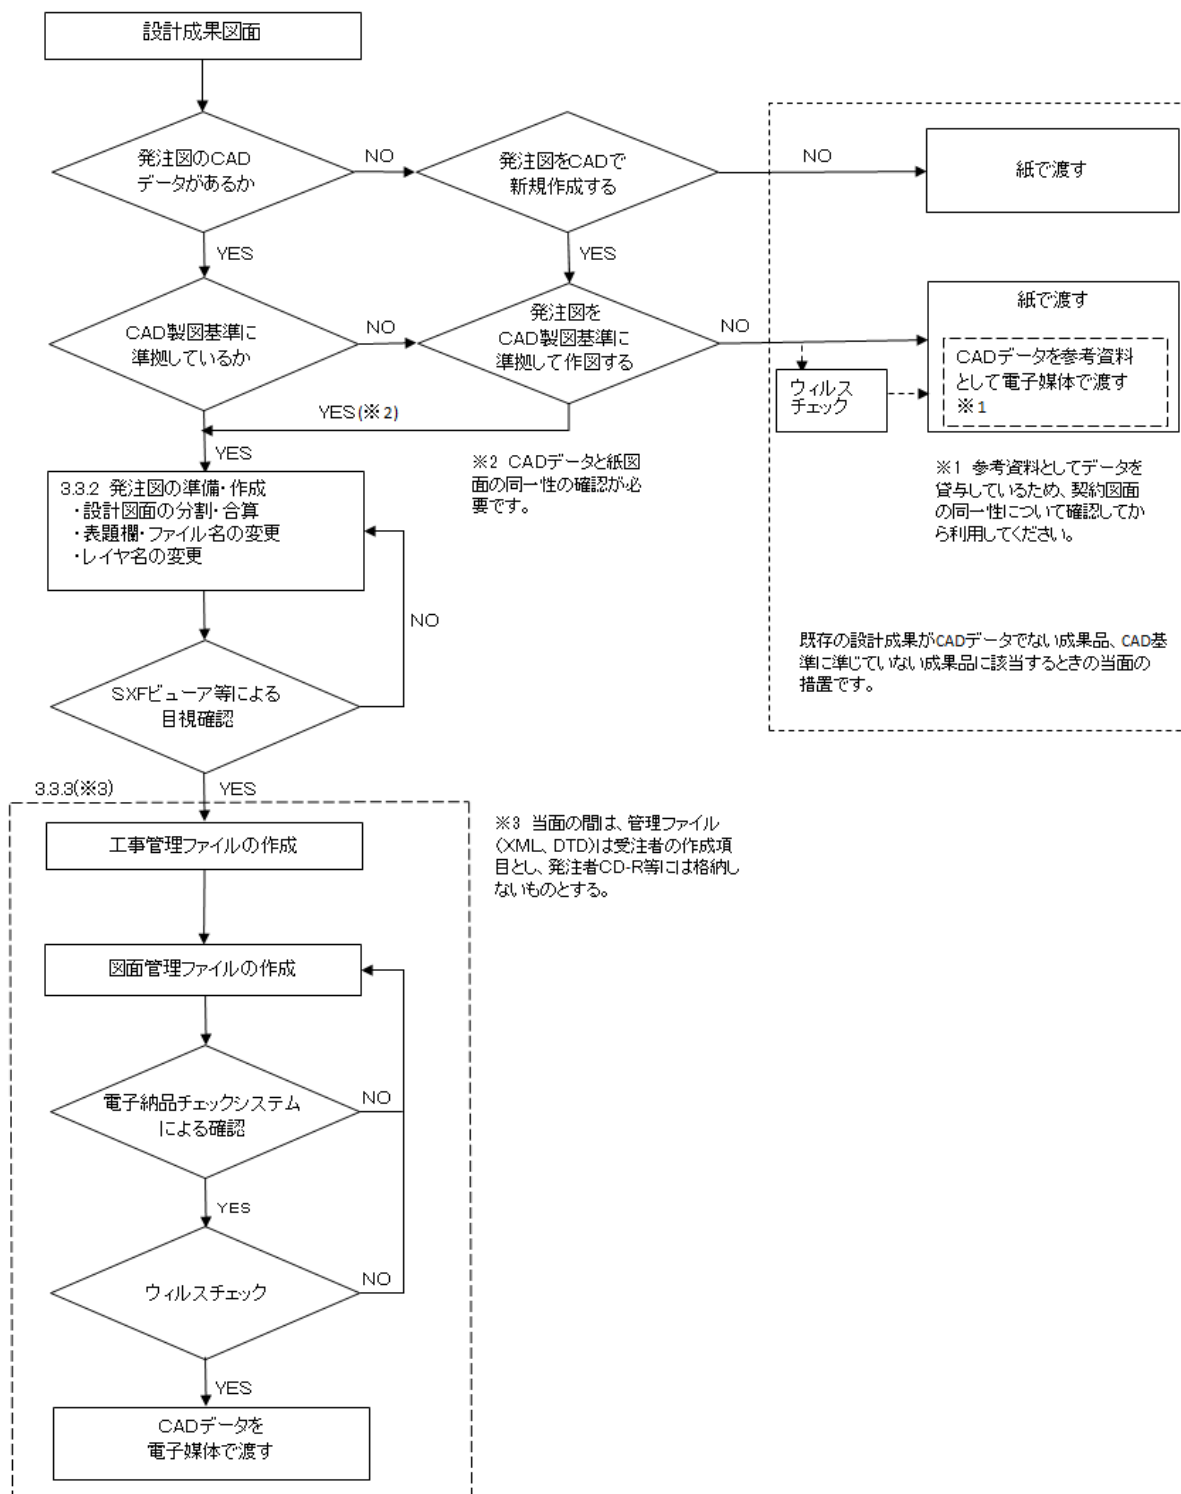 設計成果図面
発注図のCAD
データがあるか
NO
発注図をCADで
新規作成する
NO
紙で渡す
YES
YES
CAD製図基準に
準拠しているか
NO
発注図を
CAD製図基準に
準拠して作図する
NO
紙で渡す
CADデータを参考資料
として電子媒体で渡す
※1
ウィルス
チェック
YES(※2)
YES
※2 CADデータと紙図
面の同一性の確認が必
要です。
※1 参考資料としてデータを
貸与しているため、契約図面
の同一性について確認してか
ら利用してください。
3.3.2 発注図の準備・作成
・設計図面の分割・合算
・表題欄・ファイル名の変更
・レイヤ名の変更
NO
既存の設計成果がCADデータでない成果品、CAD基
準に準じていない成果品に該当するときの当面の
措置です。
SXFビューア等による
目視確認
YES
3.3.3(※3)
工事管理ファイルの作成
※3 当面の間は、管理ファイル
(XML、DTD)は受注者の作成項
目とし、発注者CD-R等には格納し
ないものとする。
図面管理ファイルの作成
電子納品チェックシステム
による確認
NO
YES
ウィルスチェック
NO
YES
CADデータを
電子媒体で渡す